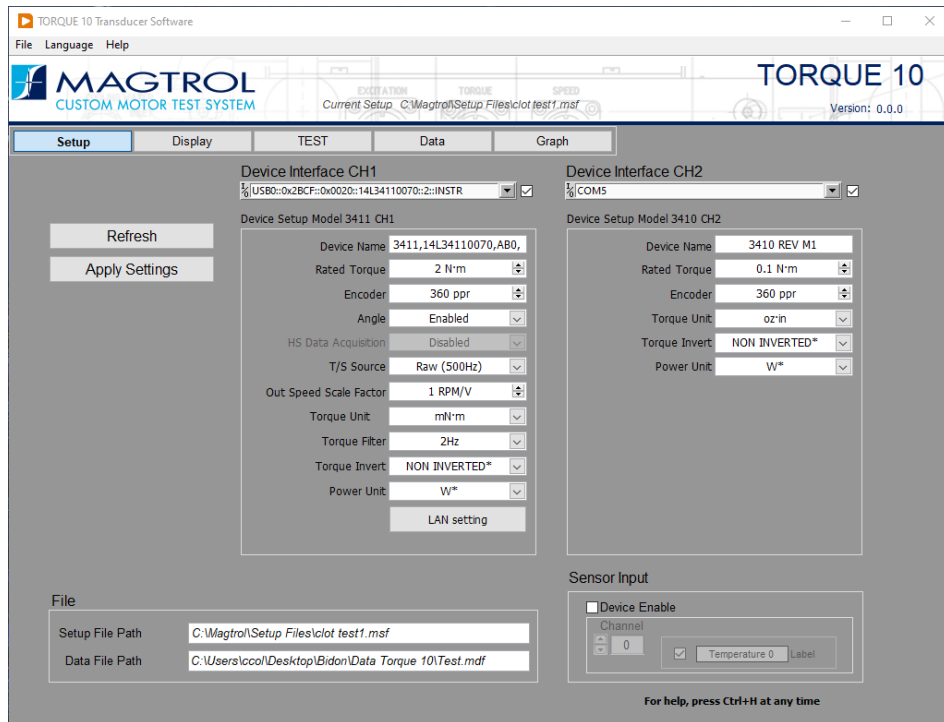 TORQUE 10 Transducer Software
File Language Help
MAGTROL
CUSTOM MOTOR TEST SYSTEM
EXCITATION TORQUE SPEED
Current Setup C:\Magtrol\Setup Files\clot test1.msf
TORQUE 10
Version: 0.0.0
Setup Display TEST Data Graph
Device Interface CH1
USB0::0x2BCF::0x0020::14L34110070::2::INSTR
Device Setup Model 3411 CH1
Refresh
Apply Settings
Device Name 3411,14L34110070,AB0,
Rated Torque 2 N·m
Encoder 360 ppr
Angle Enabled
HS Data Acquisition Disabled
T/S Source Raw (500Hz)
Out Speed Scale Factor 1 RPM/V
Torque Unit mN·m
Torque Filter 2Hz
Torque Invert NON INVERTED*
Power Unit W*
LAN setting
Device Interface CH2
COM5
Device Setup Model 3410 CH2
Device Name 3410 REV M1
Rated Torque 0.1 N·m
Encoder 360 ppr
Torque Unit oz·in
Torque Invert NON INVERTED*
Power Unit W*
File
Setup File Path C:\Magtrol\Setup Files\clot test1.msf
Data File Path C:\Users\ccol\Desktop\Bidon\Data Torque 10\Test.mdf
Sensor Input
Device Enable
Channel
0
Temperature 0 Label
For help, press Ctrl+H at any time